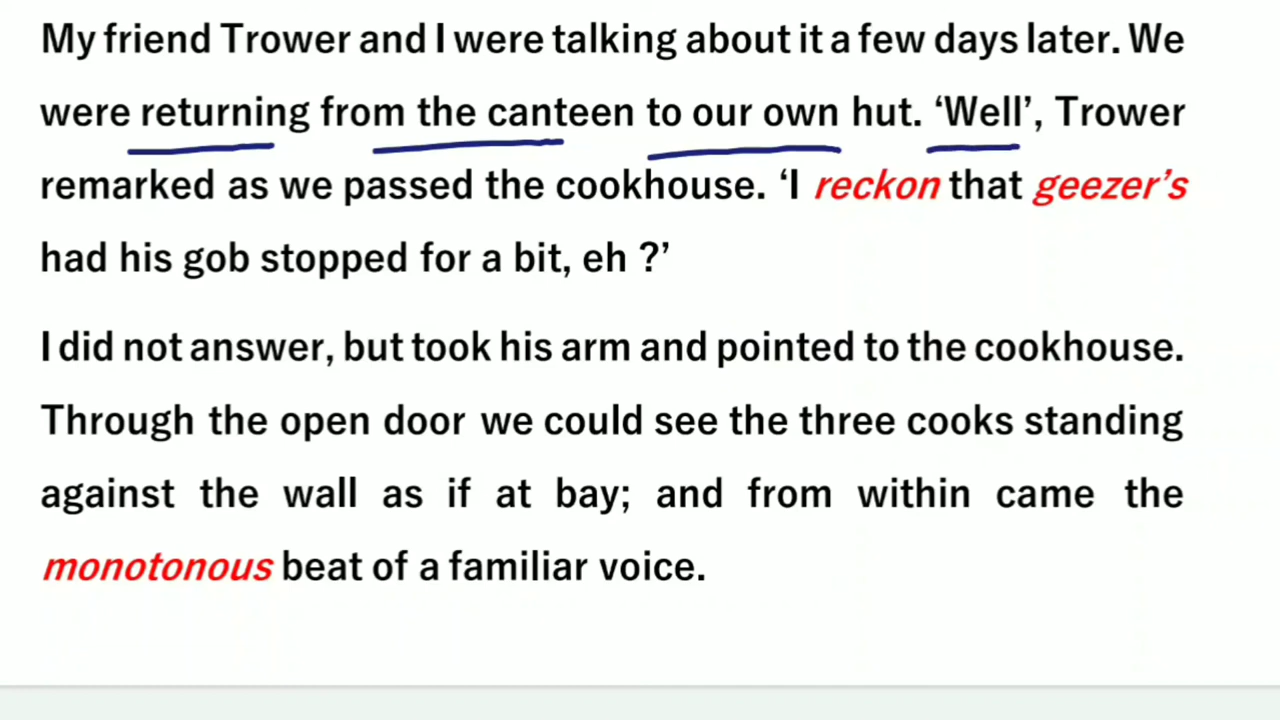 My friend Trower and I were talking about it a few days later. We
were returning from the canteen to our own hut. ‘Well’, Trower
remarked as we passed the cookhouse. ‘I reckon that geezer’s
had his gob stopped for a bit, eh ?’
I did not answer, but took his arm and pointed to the cookhouse.
Through the open door we could see the three cooks standing
against the wall as if at bay; and from within came the
monotonous beat of a familiar voice.